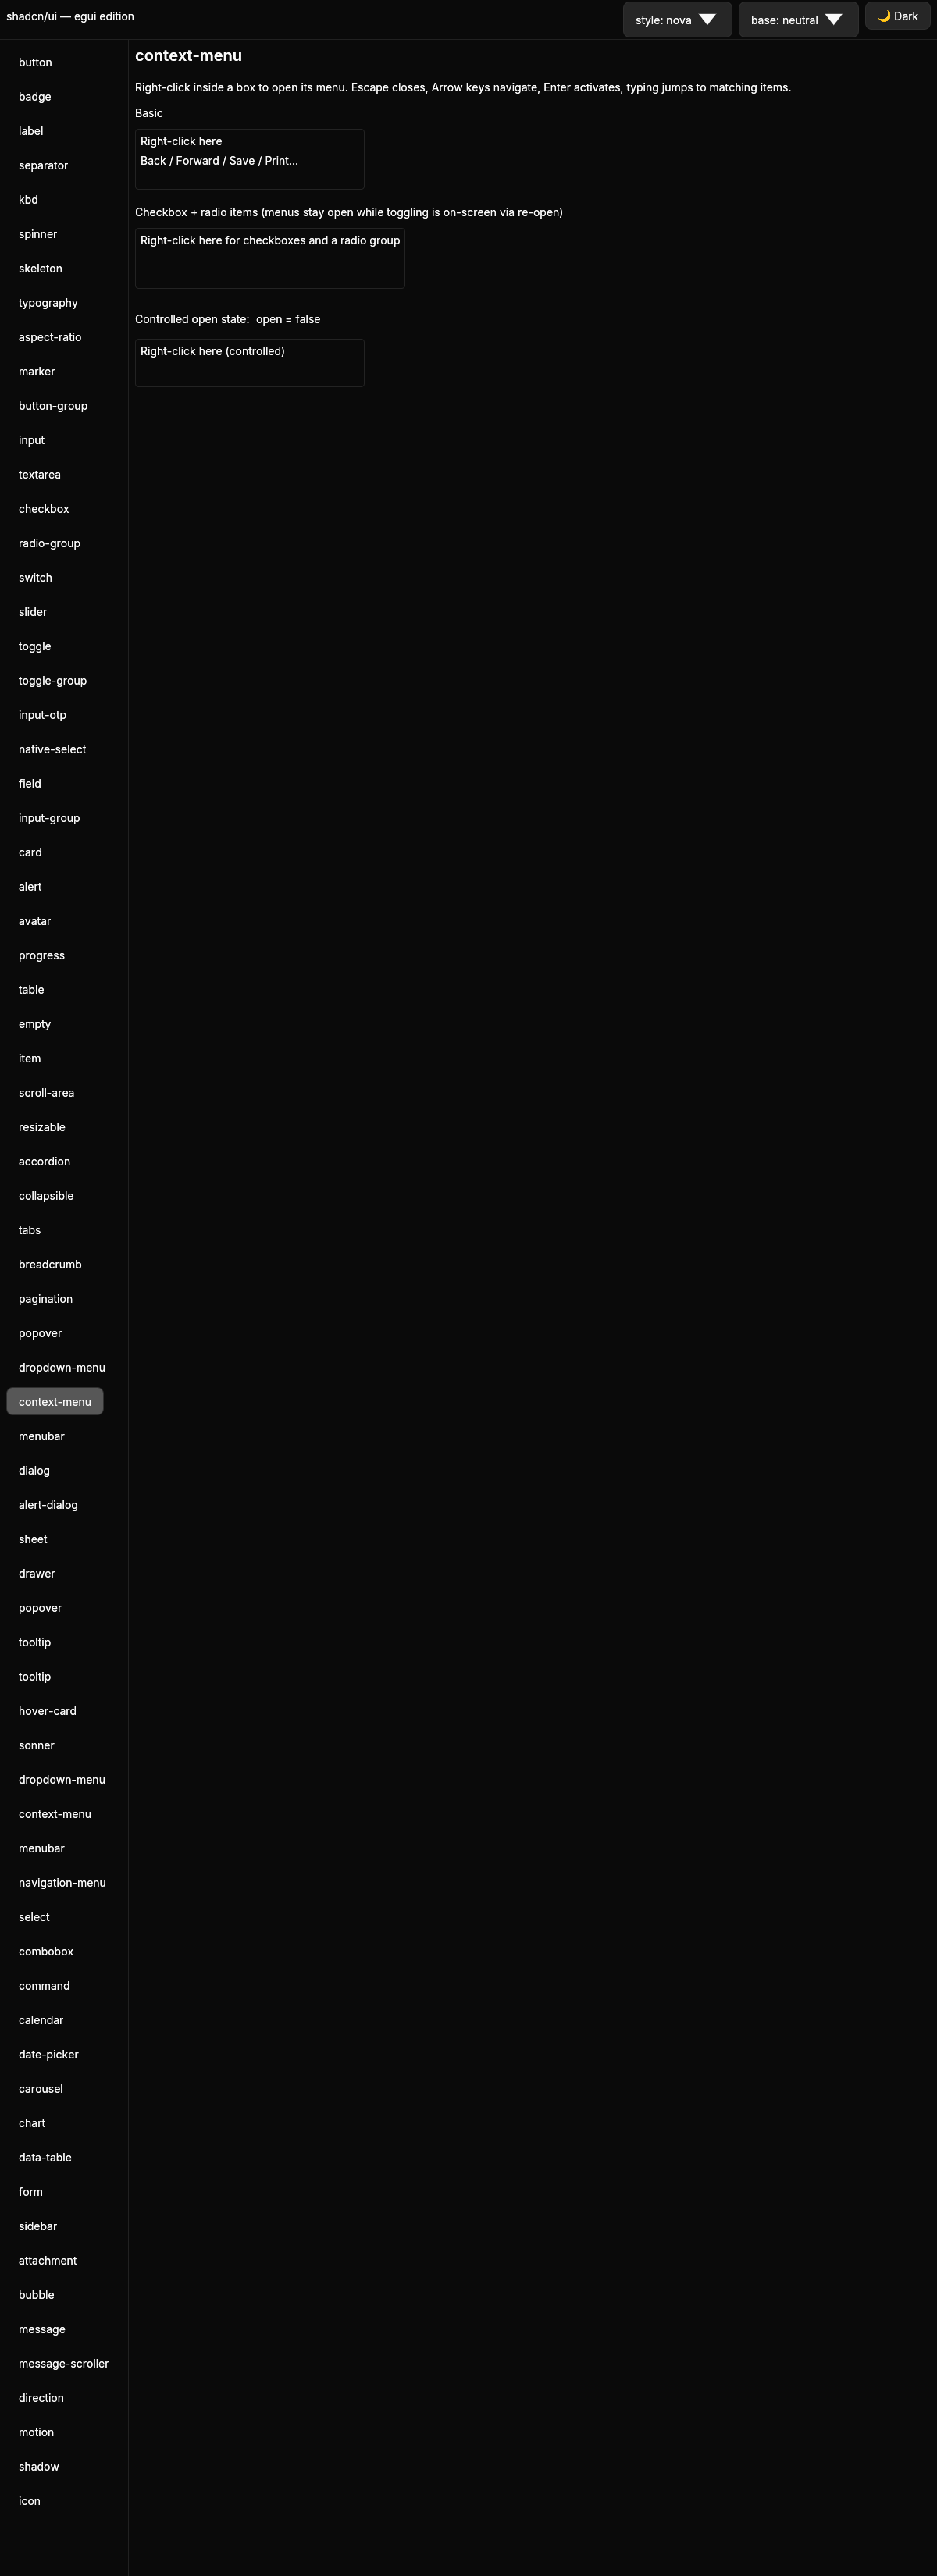 shadcn/ui — egui edition
style: nova
base: neutral
🌙 Dark
button
badge
label
separator
kbd
spinner
skeleton
typography
aspect-ratio
marker
button-group
input
textarea
checkbox
radio-group
switch
slider
toggle
toggle-group
input-otp
native-select
field
input-group
card
alert
avatar
progress
table
empty
item
scroll-area
resizable
accordion
collapsible
tabs
breadcrumb
pagination
popover
dropdown-menu
context-menu
menubar
dialog
alert-dialog
sheet
drawer
popover
tooltip
tooltip
hover-card
sonner
dropdown-menu
context-menu
menubar
navigation-menu
select
combobox
command
calendar
date-picker
carousel
chart
data-table
form
sidebar
attachment
bubble
message
message-scroller
direction
motion
shadow
icon
context-menu
Right-click inside a box to open its menu. Escape closes, Arrow keys navigate, Enter activates, typing jumps to matching items.
Basic
Right-click here
Back / Forward / Save / Print...
Checkbox + radio items (menus stay open while toggling is on-screen via re-open)
Right-click here for checkboxes and a radio group
Controlled open state: open = false
Right-click here (controlled)